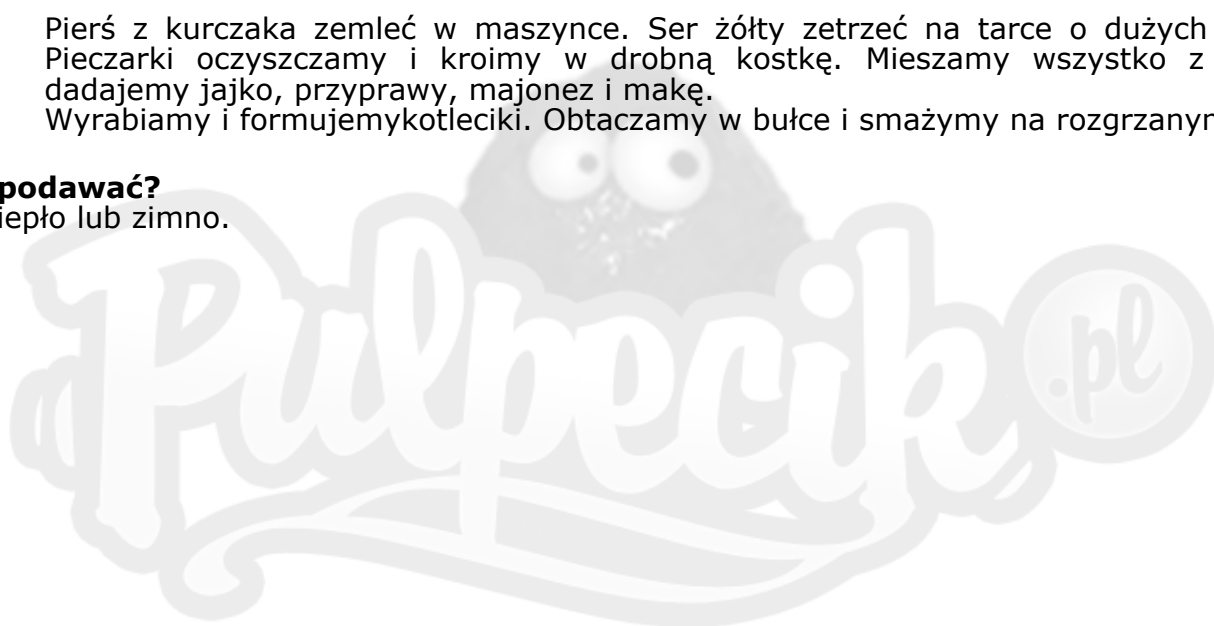 Pierś z kurczaka zemleć w maszynce. Ser żółty zetrzeć na tarce o dużych
Pieczarki oczyszczamy i kroimy w drobną kostkę. Mieszamy wszystko z
dadajemy jajko, przyprawy, majonez i makę.
Wyrabiamy i formujemykotleciki. Obtaczamy w bułce i smażymy na
podawać?
lub zimno.
Pulpecik.pl